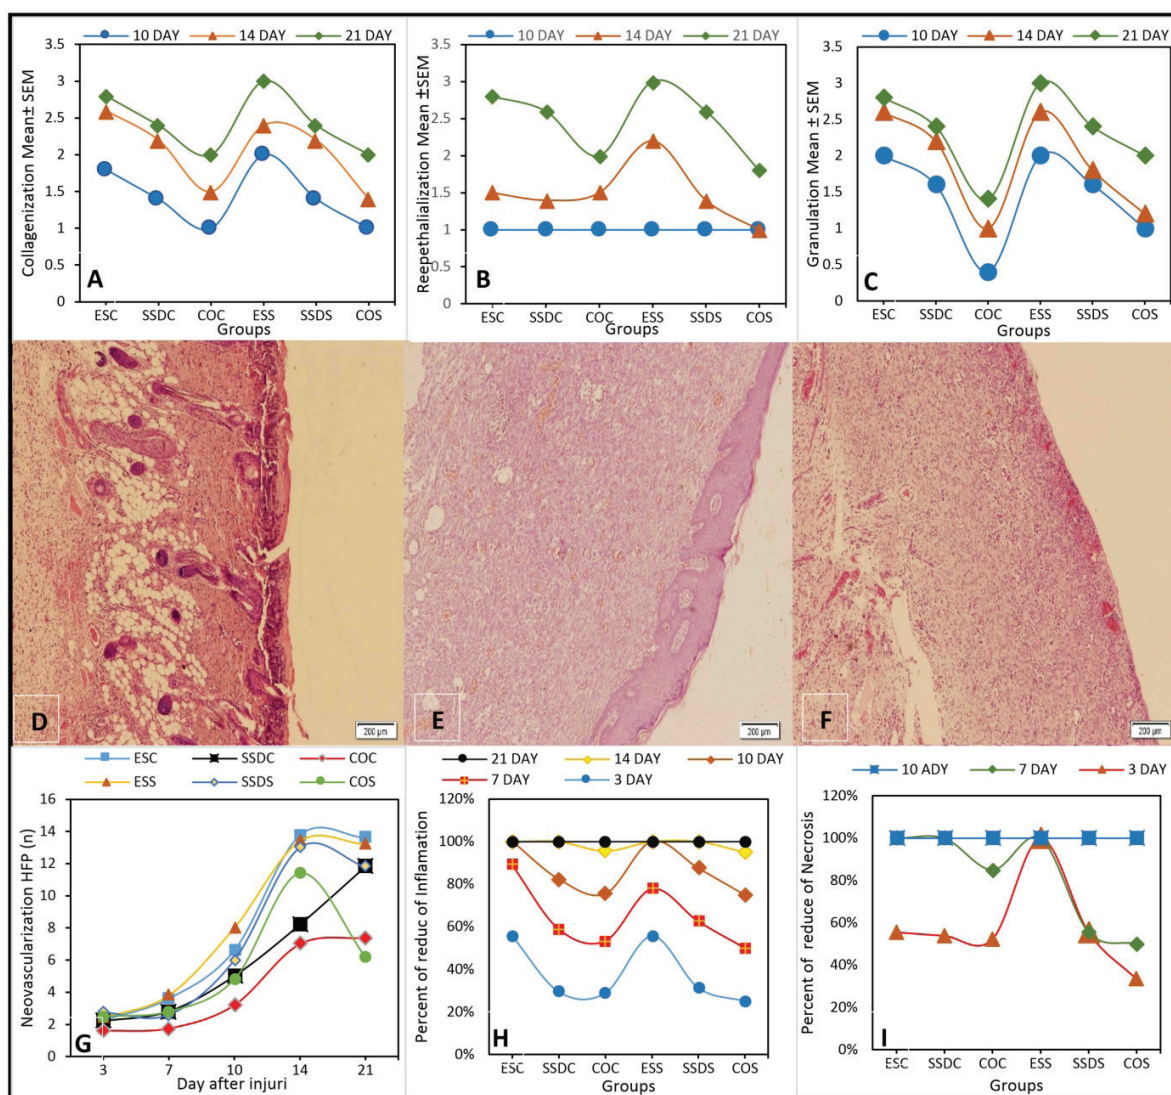 10 DAY 14 DAY 21 DAY
Collagenization Mean± SEM
3.5
3
2.5
2
1.5
1
0.5
0
A
ESC SSDC COC ESS SSDS COS
Groups
10 DAY 14 DAY 21 DAY
Reepethalialization Mean ±SEM
3.5
3
2.5
2
1.5
1
0.5
0
B
ESC SSDC COC ESS SSDS COS
Groups
10 DAY 14 DAY 21 DAY
Granulation Mean ± SEM
3.5
3
2.5
2
1.5
1
0.5
0
C
ESC SSDC COC ESS SSDS COS
Groups
D
200 µm
E
200 µm
F
200 µm
ESC SSDC COC
ESS SSDS COS
Neovascularization HFP (n)
16
14
12
10
8
6
4
2
0
G
3 7 10 14 21
Day after injuri
21 DAY 14 DAY 10 DAY
7 DAY 3 DAY
Percent of reduc of Inflamation
120%
100%
80%
60%
40%
20%
0%
H
ESC SSDC COC ESS SSDS COS
Groups
10 ADY 7 DAY 3 DAY
Percent of reduce of Necrosis
120%
100%
80%
60%
40%
20%
0%
I
ESC SSDC COC ESS SSDS COS
Groups